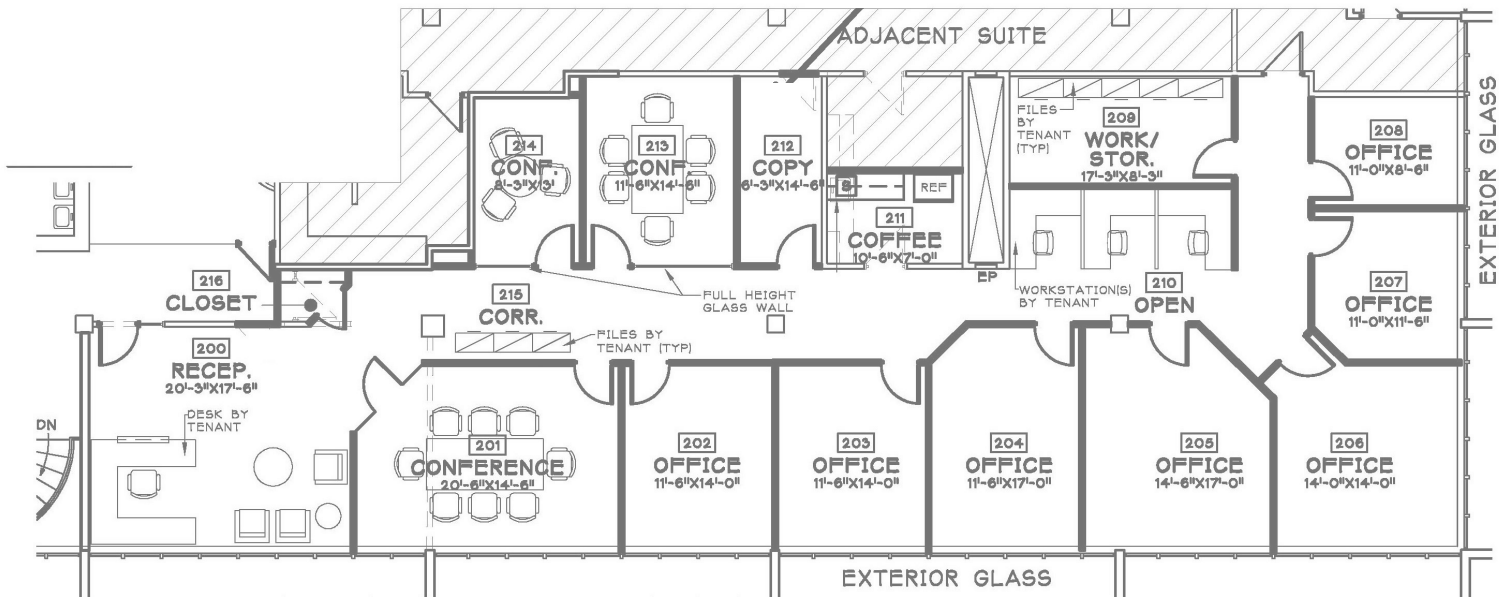 ADJACENT SUITE
EXTERIOR GLASS
FILES
BY
TENANT
(TYP)
209
WORK/
STOR.
17'-3"X8'-3"
208
OFFICE
11'-0"X8'-6"
214
CONF.
8'-3"X13'
213
CONF
11'-6"X14'-6"
212
COPY
6'-3"X14'-6"
S
REF
211
COFFEE
10'-6"X7'-0"
EP
WORKSTATION(S)
BY TENANT
210
OPEN
207
OFFICE
11'-0"X11'-6"
216
CLOSET
215
CORR.
FULL HEIGHT
GLASS WALL
FILES BY
TENANT (TYP)
200
RECEP.
20'-3"X17'-6"
DESK BY
TENANT
DN
201
CONFERENCE
20'-6"X14'-6"
202
OFFICE
11'-6"X14'-0"
203
OFFICE
11'-6"X14'-0"
204
OFFICE
11'-6"X17'-0"
205
OFFICE
14'-6"X17'-0"
206
OFFICE
14'-0"X14'-0"
EXTERIOR GLASS